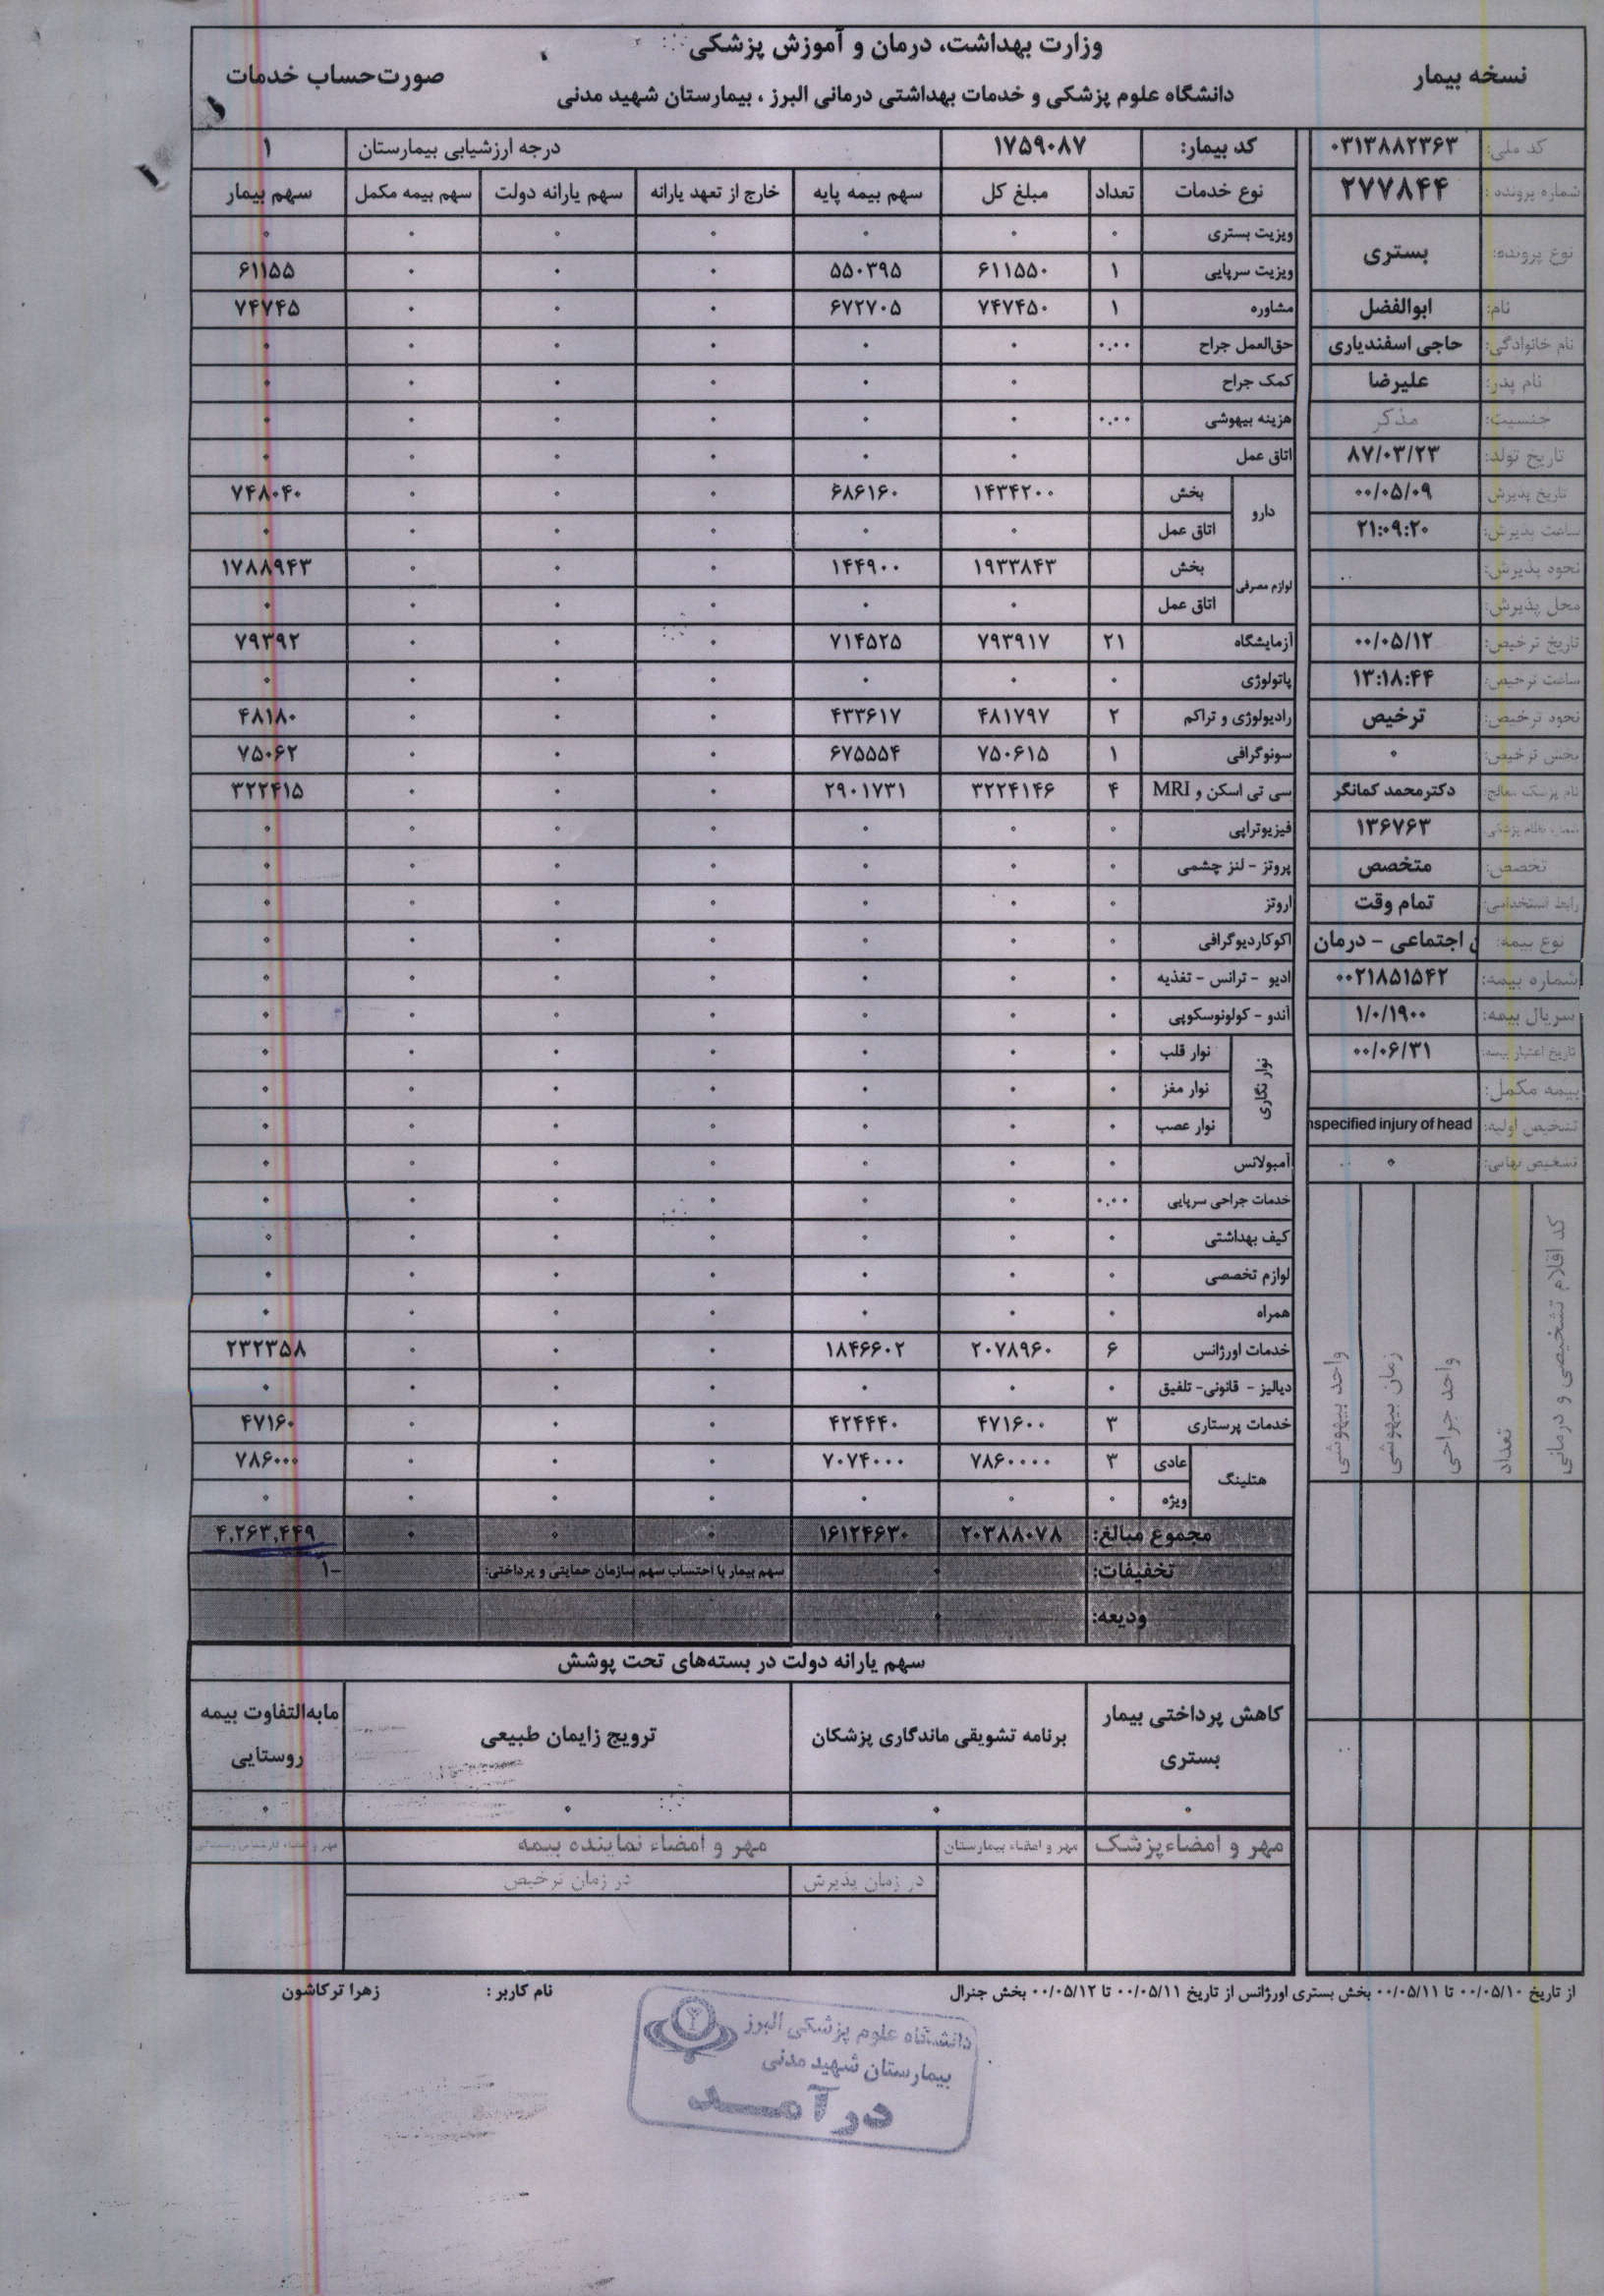 وزارت بهداشت، درمان و آموزش پزشکی
نسخه بیمار
دانشگاه علوم پزشکی و خدمات بهداشتی درمانی البرز ، بیمارستان شهید مدنی
صورت‌حساب خدمات
کد ملی: ۰۳۱۳۸۸۲۳۶۳
شماره پرونده: ۲۷۷۸۴۴
نوع پرونده: بستری
نام: ابوالفضل
نام خانوادگی: حاجی اسفندیاری
نام پدر: علیرضا
جنسیت: مذکر
تاریخ تولد: ۸۷/۰۳/۲۳
تاریخ پذیرش ۰۰/۰۵/۰۹
ساعت پذیرش: ۲۱:۰۹:۲۰
نحوه پذیرش:
محل پذیرش:
تاریخ ترخیص: ۰۰/۰۵/۱۲
ساعت ترخیص: ۱۳:۱۸:۴۴
نحوه ترخیص: ترخیص
بخش ترخیص: ۰
نام پزشک معالج: دکترمحمد کمانگر
شماره نظام پزشکی: ۱۳۶۷۶۳
تخصص: متخصص
رابطه استخدامی: تمام وقت
نوع بیمه: ن اجتماعی - درمان
شماره بیمه: ۰۰۲۱۸۵۱۵۴۲
سریال بیمه: ۱/۰/۱۹۰۰
تاریخ اعتبار بیمه: ۰۰/۰۶/۳۱
بیمه مکمل:
تشخیص اولیه: nspecified injury of head
تشخیص نهایی: ۰
کد اقلام تشخیصی و درمانی
تعداد
واحد جراحی
زمان بیهوشی
واحد بیهوشی
کد بیمار: ۱۷۵۹۰۸۷ درجه ارزشیابی بیمارستان ۱
نوع خدمات تعداد مبلغ کل سهم بیمه پایه خارج از تعهد یارانه سهم یارانه دولت سهم بیمه مکمل سهم بیمار
ویزیت بستری ۰ ۰ ۰ ۰ ۰ ۰ ۰
ویزیت سرپایی ۱ ۶۱۱۵۵۰ ۵۵۰۳۹۵ ۰ ۰ ۰ ۶۱۱۵۵
مشاوره ۱ ۷۴۷۴۵۰ ۶۷۲۷۰۵ ۰ ۰ ۰ ۷۴۷۴۵
حق‌العمل جراح ۰.۰۰ ۰ ۰ ۰ ۰ ۰ ۰
کمک جراح ۰ ۰ ۰ ۰ ۰ ۰
هزینه بیهوشی ۰.۰۰ ۰ ۰ ۰ ۰ ۰ ۰
اتاق عمل ۰ ۰ ۰ ۰ ۰ ۰
دارو بخش ۱۴۳۴۲۰۰ ۶۸۶۱۶۰ ۰ ۰ ۰ ۷۴۸۰۴۰
اتاق عمل ۰ ۰ ۰ ۰ ۰ ۰
لوازم مصرفی بخش ۱۹۳۳۸۴۳ ۱۴۴۹۰۰ ۰ ۰ ۰ ۱۷۸۸۹۴۳
اتاق عمل ۰ ۰ ۰ ۰ ۰ ۰
آزمایشگاه ۲۱ ۷۹۳۹۱۷ ۷۱۴۵۲۵ ۰ ۰ ۰ ۷۹۳۹۲
پاتولوژی ۰ ۰ ۰ ۰ ۰ ۰ ۰
رادیولوژی و تراکم ۲ ۴۸۱۷۹۷ ۴۳۳۶۱۷ ۰ ۰ ۰ ۴۸۱۸۰
سونوگرافی ۱ ۷۵۰۶۱۵ ۶۷۵۵۵۴ ۰ ۰ ۰ ۷۵۰۶۲
سی تی اسکن و MRI ۴ ۳۲۲۴۱۴۶ ۲۹۰۱۷۳۱ ۰ ۰ ۰ ۳۲۲۴۱۵
فیزیوتراپی ۰ ۰ ۰ ۰ ۰ ۰ ۰
پروتز - لنز چشمی ۰ ۰ ۰ ۰ ۰ ۰ ۰
اروتز ۰ ۰ ۰ ۰ ۰ ۰ ۰
اکوکاردیوگرافی ۰ ۰ ۰ ۰ ۰ ۰ ۰
ادیو - ترانس - تغذیه ۰ ۰ ۰ ۰ ۰ ۰ ۰
آندو - کولونوسکوپی ۰ ۰ ۰ ۰ ۰ ۰ ۰
نوار نگاری نوار قلب ۰ ۰ ۰ ۰ ۰ ۰ ۰
نوار مغز ۰ ۰ ۰ ۰ ۰ ۰ ۰
نوار عصب ۰ ۰ ۰ ۰ ۰ ۰ ۰
آمبولانس ۰ ۰ ۰ ۰ ۰ ۰ ۰
خدمات جراحی سرپایی ۰.۰۰ ۰ ۰ ۰ ۰ ۰ ۰
کیف بهداشتی ۰ ۰ ۰ ۰ ۰ ۰ ۰
لوازم تخصصی ۰ ۰ ۰ ۰ ۰ ۰ ۰
همراه ۰ ۰ ۰ ۰ ۰ ۰ ۰
خدمات اورژانس ۶ ۲۰۷۸۹۶۰ ۱۸۴۶۶۰۲ ۰ ۰ ۰ ۲۳۲۳۵۸
دیالیز - قانونی- تلفیق ۰ ۰ ۰ ۰ ۰ ۰ ۰
خدمات پرستاری ۳ ۴۷۱۶۰۰ ۴۲۴۴۴۰ ۰ ۰ ۰ ۴۷۱۶۰
هتلینگ عادی ۳ ۷۸۶۰۰۰۰ ۷۰۷۴۰۰۰ ۰ ۰ ۰ ۷۸۶۰۰۰
ویژه ۰ ۰ ۰ ۰ ۰ ۰ ۰
مجموع مبالغ: ۲۰۳۸۸۰۷۸ ۱۶۱۲۴۶۳۰ ۰ ۰ ۰ ۴,۲۶۳,۴۴۹
تخفیفات: ۰ سهم بیمار با احتساب سهم سازمان حمایتی و پرداختی: -۱
ودیعه: ۰
سهم یارانه دولت در بسته‌های تحت پوشش
کاهش پرداختی بیمار بستری برنامه تشویقی ماندگاری پزشکان ترویج زایمان طبیعی مابه‌التفاوت بیمه روستایی
۰ ۰ ۰ ۰
مهر و امضاء پزشک مهر و امضاء بیمارستان مهر و امضاء نماینده بیمه
در زمان پذیرش در زمان ترخیص
از تاریخ ۰۰/۰۵/۱۰ تا ۰۰/۰۵/۱۱ بخش بستری اورژانس از تاریخ ۰۰/۰۵/۱۱ تا ۰۰/۰۵/۱۲ بخش جنرال
نام کاربر : زهرا ترکاشون
دانشگاه علوم پزشکی البرز
بیمارستان شهید مدنی
درآمد